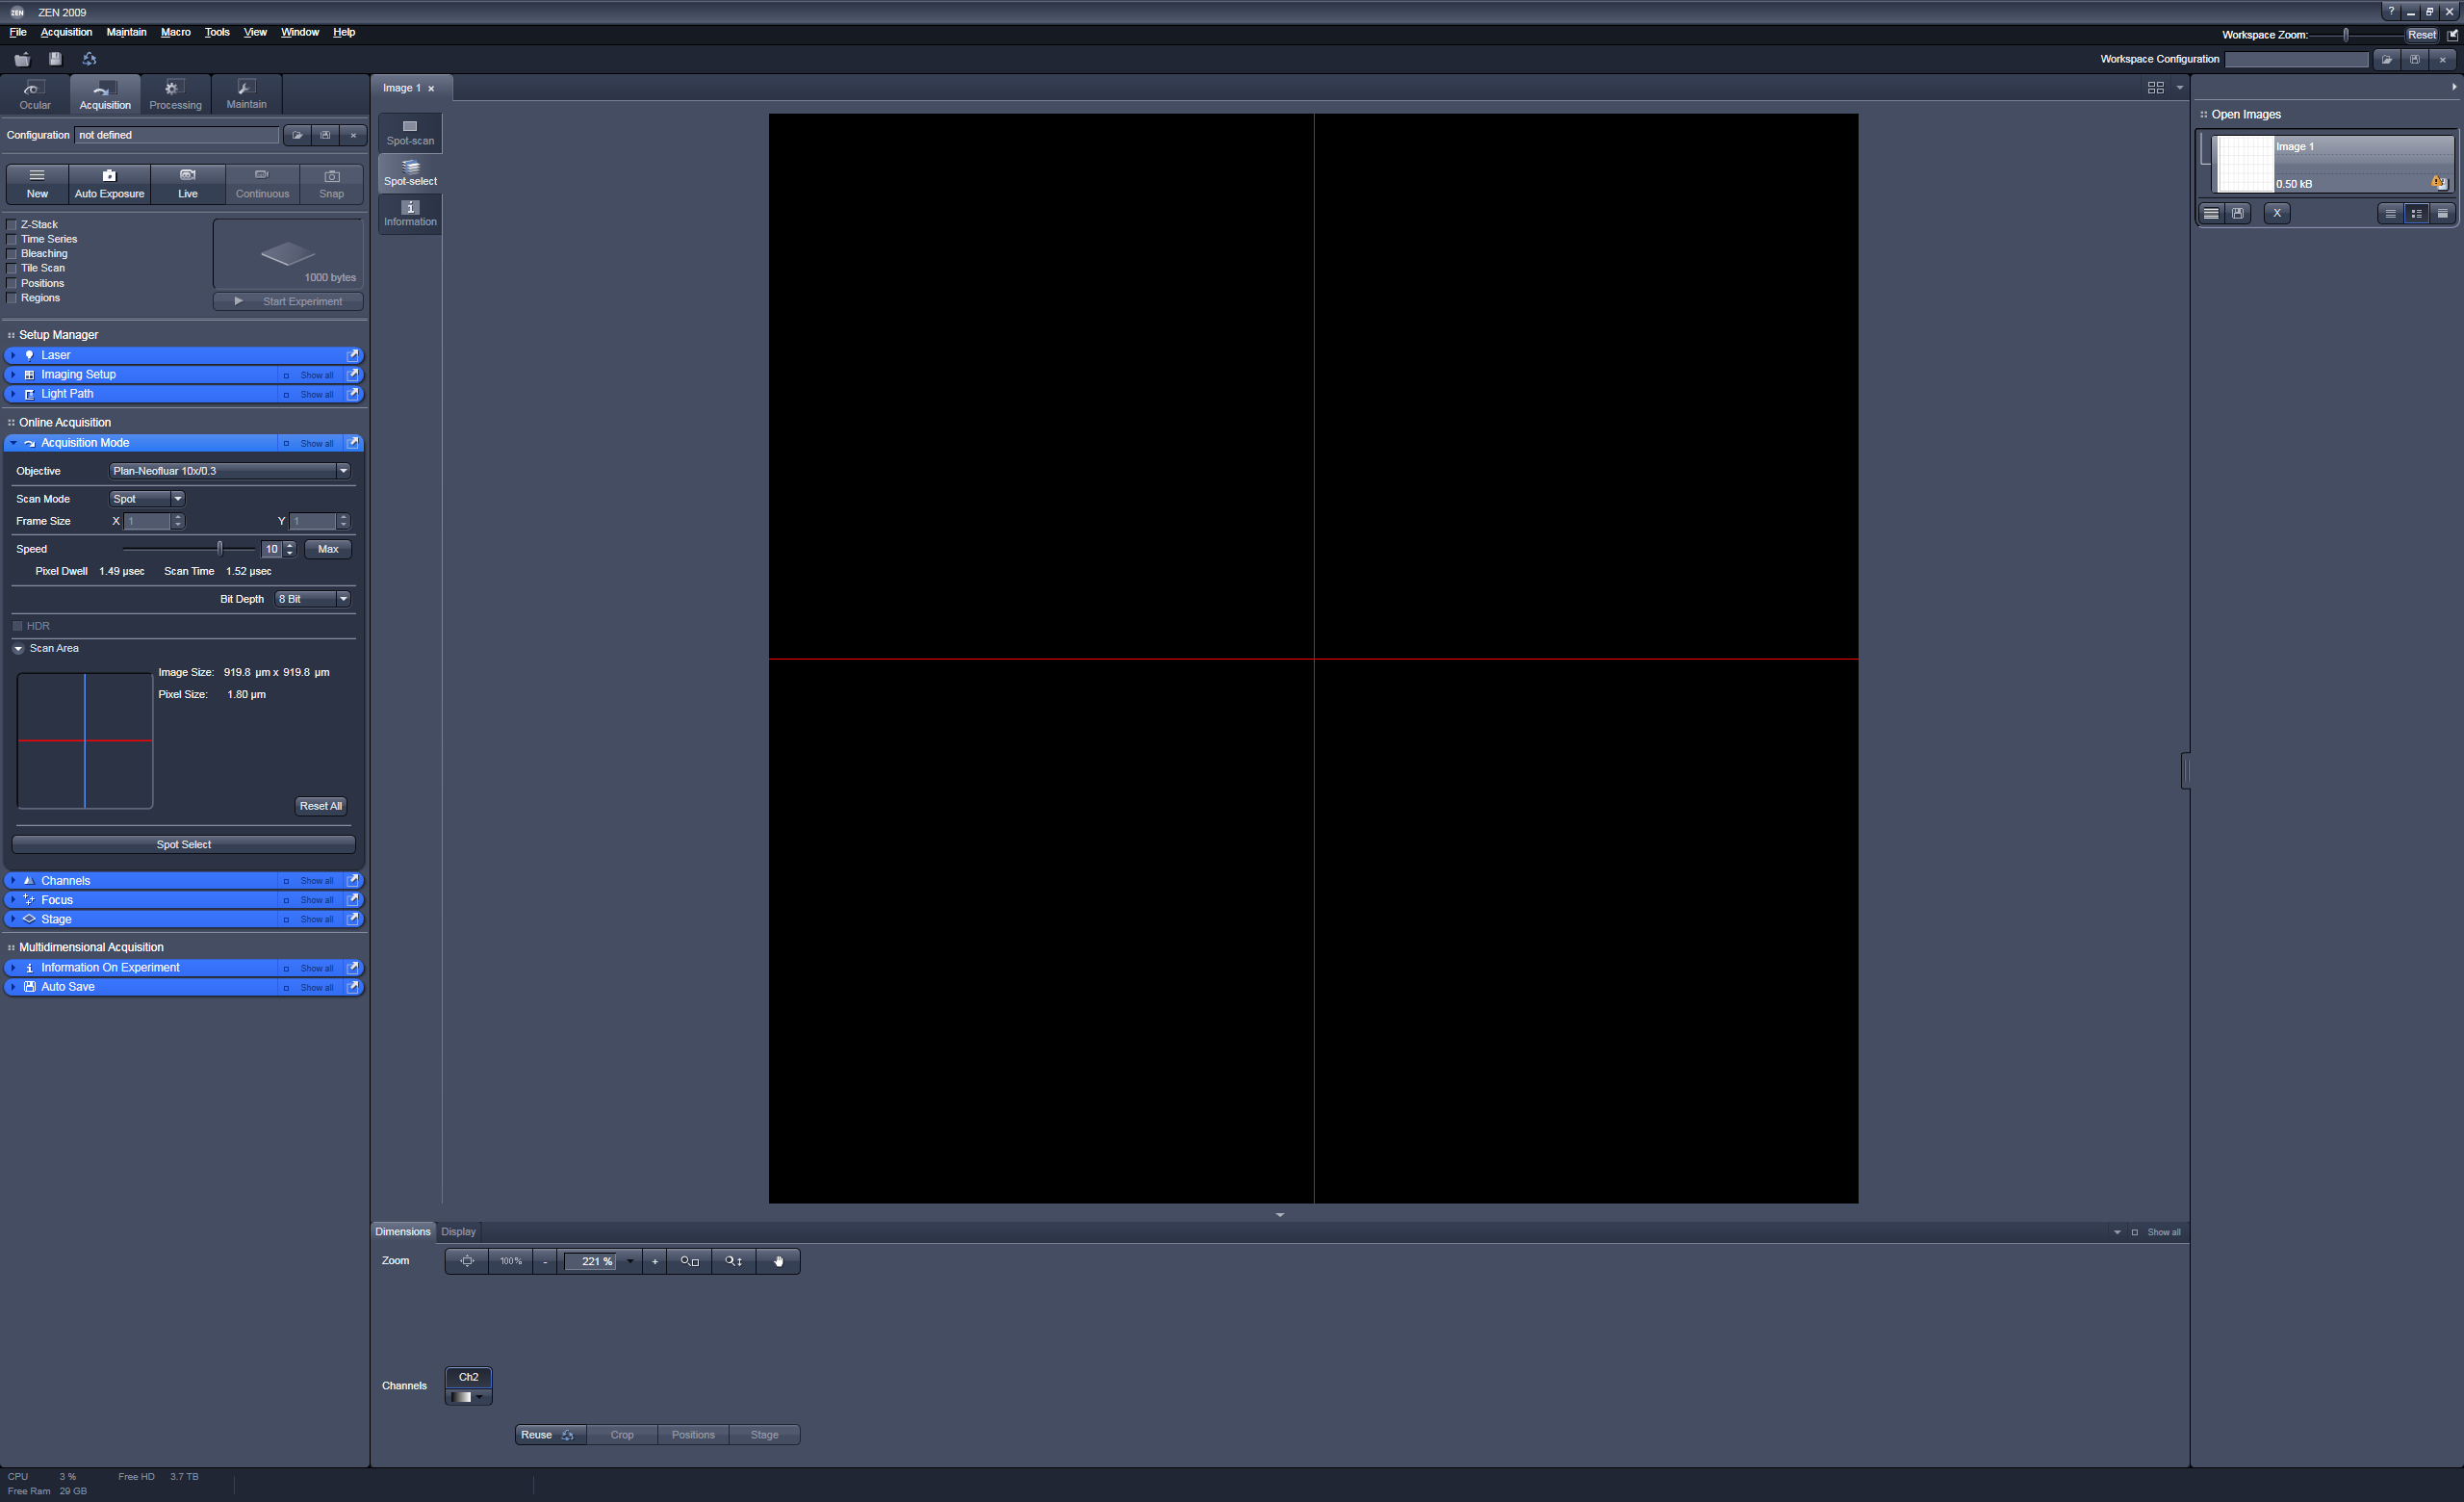 ZEN 2009
File Acquisition Maintain Macro Tools View Window Help
Workspace Zoom: Reset
Workspace Configuration
Ocular Acquisition Processing Maintain
Configuration not defined
New Auto Exposure Live Continuous Snap
Z-Stack
Time Series
Bleaching
Tile Scan
Positions
Regions
1000 bytes
Start Experiment
Setup Manager
Laser
Imaging Setup Show all
Light Path Show all
Online Acquisition
Acquisition Mode Show all
Objective Plan-Neofluar 10x/0.3
Scan Mode Spot
Frame Size X 1 Y 1
Speed 10 Max
Pixel Dwell 1.49 µsec Scan Time 1.52 µsec
Bit Depth 8 Bit
HDR
Scan Area
Image Size: 919.8 µm x 919.8 µm
Pixel Size: 1.80 µm
Reset All
Spot Select
Channels Show all
Focus Show all
Stage Show all
Multidimensional Acquisition
Information On Experiment Show all
Auto Save Show all
Image 1
Spot-scan
Spot-select
Information
Dimensions Display Show all
Zoom 100% - 221 % +
Channels Ch2
Reuse Crop Positions Stage
Open Images
Image 1
0.50 kB
X
CPU 3 % Free HD 3.7 TB
Free Ram 29 GB